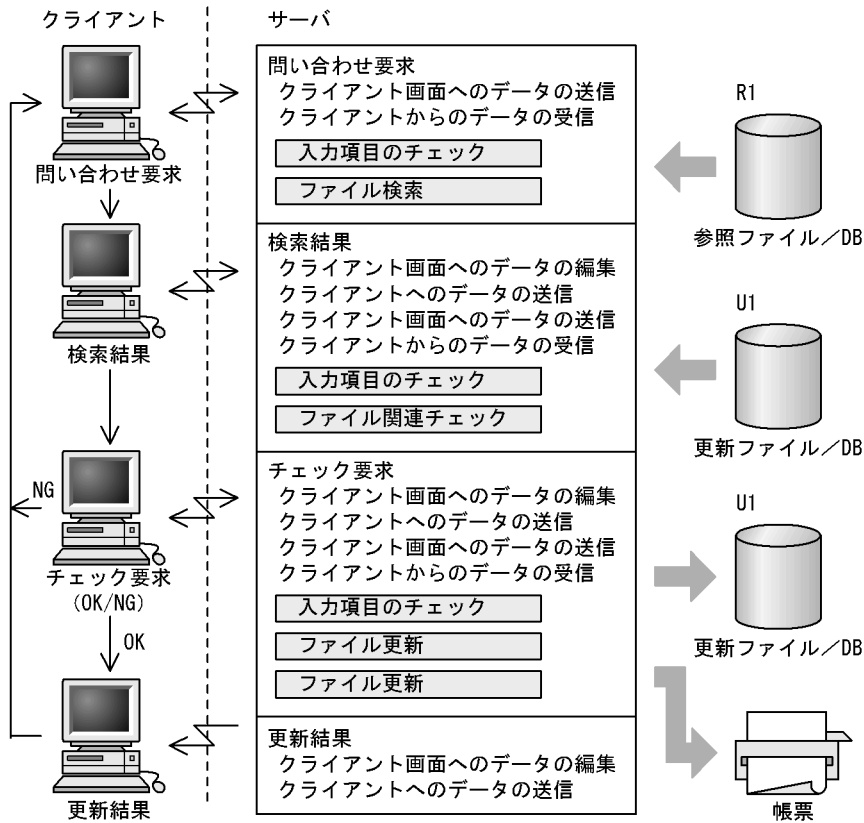 クライアント
サーバ
問い合わせ要求
クライアント画面へのデータの送信
クライアントからのデータの受信
入力項目のチェック
ファイル検索
R1
参照ファイル／DB
問い合わせ要求
検索結果
クライアント画面へのデータの編集
クライアントへのデータの送信
クライアント画面へのデータの送信
クライアントからのデータの受信
入力項目のチェック
ファイル関連チェック
U1
更新ファイル／DB
検索結果
チェック要求
クライアント画面へのデータの編集
クライアントへのデータの送信
クライアント画面へのデータの送信
クライアントからのデータの受信
入力項目のチェック
ファイル更新
ファイル更新
U1
更新ファイル／DB
NG
チェック要求
(OK/NG)
OK
更新結果
クライアント画面へのデータの編集
クライアントへのデータの送信
更新結果
帳票